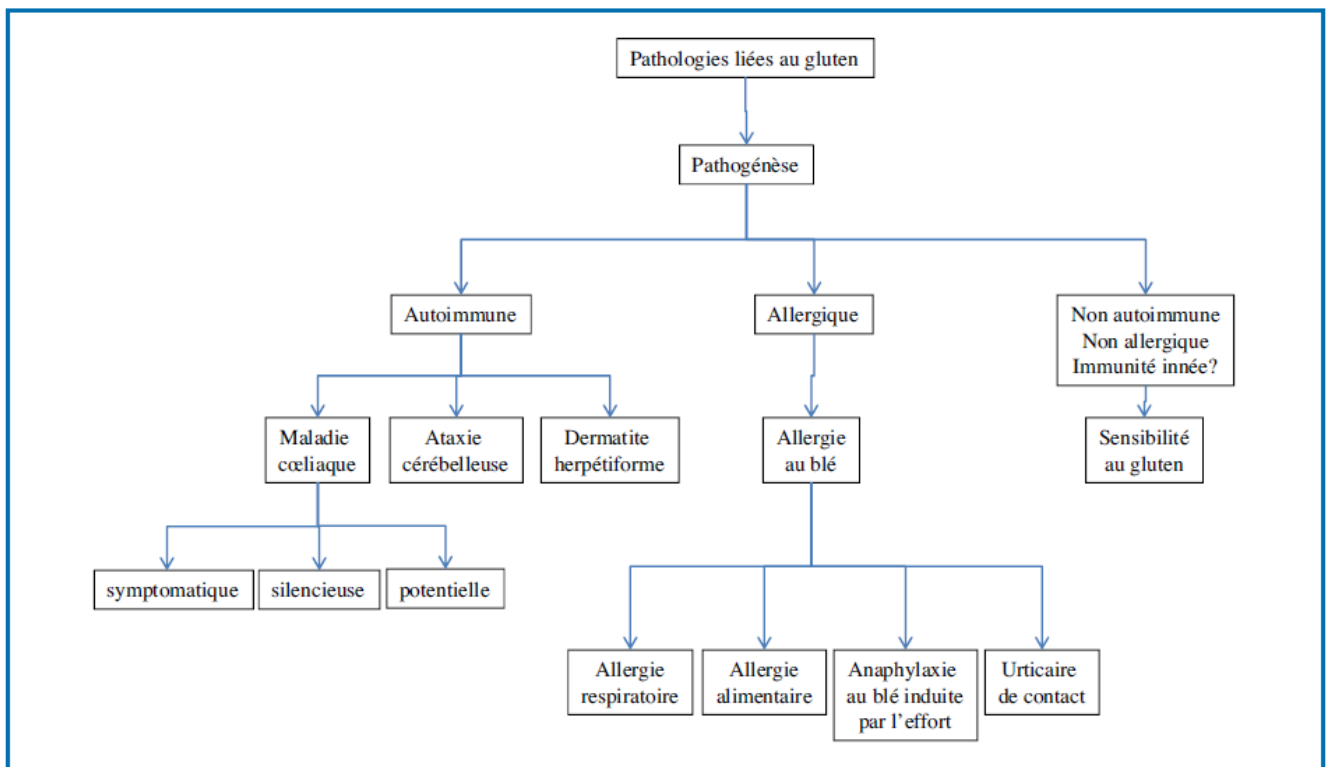 Pathologies liées au gluten
Pathogénèse
Autoimmune
Allergique
Non autoimmune
Non allergique
Immunité innée?
Maladie
cœliaque
Ataxie
cérébelleuse
Dermatite
herpétiforme
Allergie
au blé
Sensibilité
au gluten
symptomatique
silencieuse
potentielle
Allergie
respiratoire
Allergie
alimentaire
Anaphylaxie
au blé induite
par l'effort
Urticaire
de contact